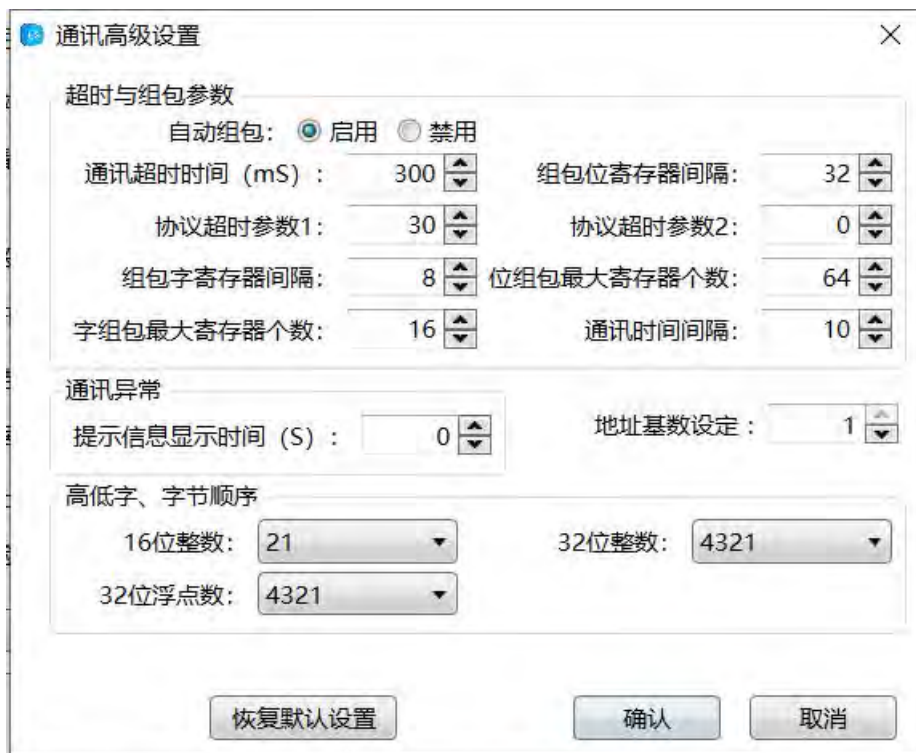 通讯高级设置
超时与组包参数
自动组包： 启用 禁用
通讯超时时间（mS）： 300 组包位寄存器间隔： 32
协议超时参数1： 30 协议超时参数2： 0
组包字寄存器间隔： 8 位组包最大寄存器个数： 64
字组包最大寄存器个数： 16 通讯时间间隔： 10
通讯异常
提示信息显示时间（S）： 0 地址基数设定： 1
高低字、字节顺序
16位整数： 21 32位整数： 4321
32位浮点数： 4321
恢复默认设置 确认 取消